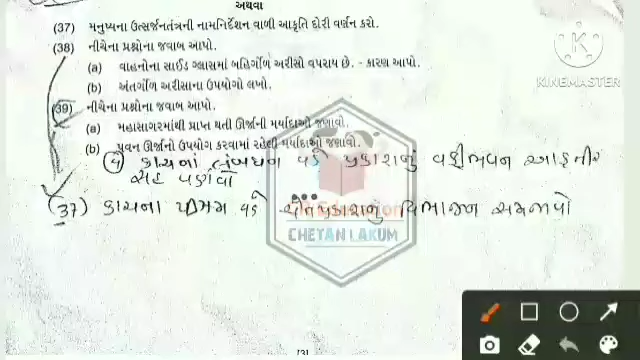 અથવા
(37) મનુષ્યના ઉત્સર્જનતંત્રની નામનિર્દેશન વાળી આકૃતિ દોરી વર્ણન કરો.
(38) નીચેના પ્રશ્નોના જવાબ આપો.
(a) વાહનોના સાઈડ ગ્લાસમાં બહિર્ગોળ અરીસો વપરાય છે. - કારણ આપો.
(b) અંતર્ગોળ અરીસાના ઉપયોગો લખો.
(39) નીચેના પ્રશ્નોના જવાબ આપો.
(a) મહાસાગરમાંથી પ્રાપ્ત થતી ઊર્જાની મર્યાદાઓ જણાવો.
(b) પવન ઊર્જાનો ઉપયોગ કરવામાં રહેલી મર્યાદાઓ જણાવો.
કાચના લંબઘન વડે પ્રકાશનું વક્રીભવન આકૃતિ
સહ વર્ણવો
(37) કાચના પ્રીઝમ વડે શ્વેતપ્રકાશનું વિભાજન સમજાવો
CHETAN LAKUM
KINEMASTER